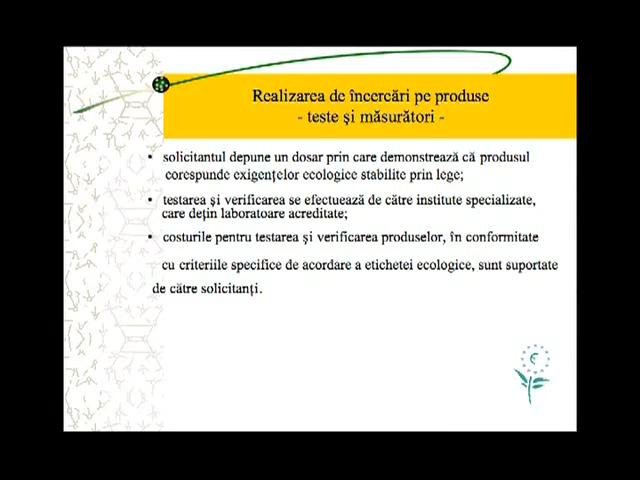 Realizarea de încercări pe produse
- teste şi măsurători -
• solicitantul depune un dosar prin care demonstrează că produsul
corespunde exigenţelor ecologice stabilite prin lege;
• testarea şi verificarea se efectuează de către institute specializate,
care deţin laboratoare acreditate;
• costurile pentru testarea şi verificarea produselor, în conformitate
cu criteriile specifice de acordare a etichetei ecologice, sunt suportate
de către solicitanţi.